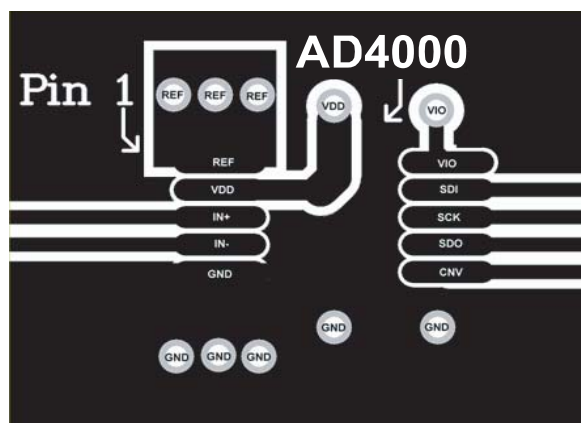 AD4000
Pin 1
REF REF REF
VDD
VIO
REF
VDD
IN+
IN-
GND
VIO
SDI
SCK
SDO
CNV
GND
GND
GND GND GND